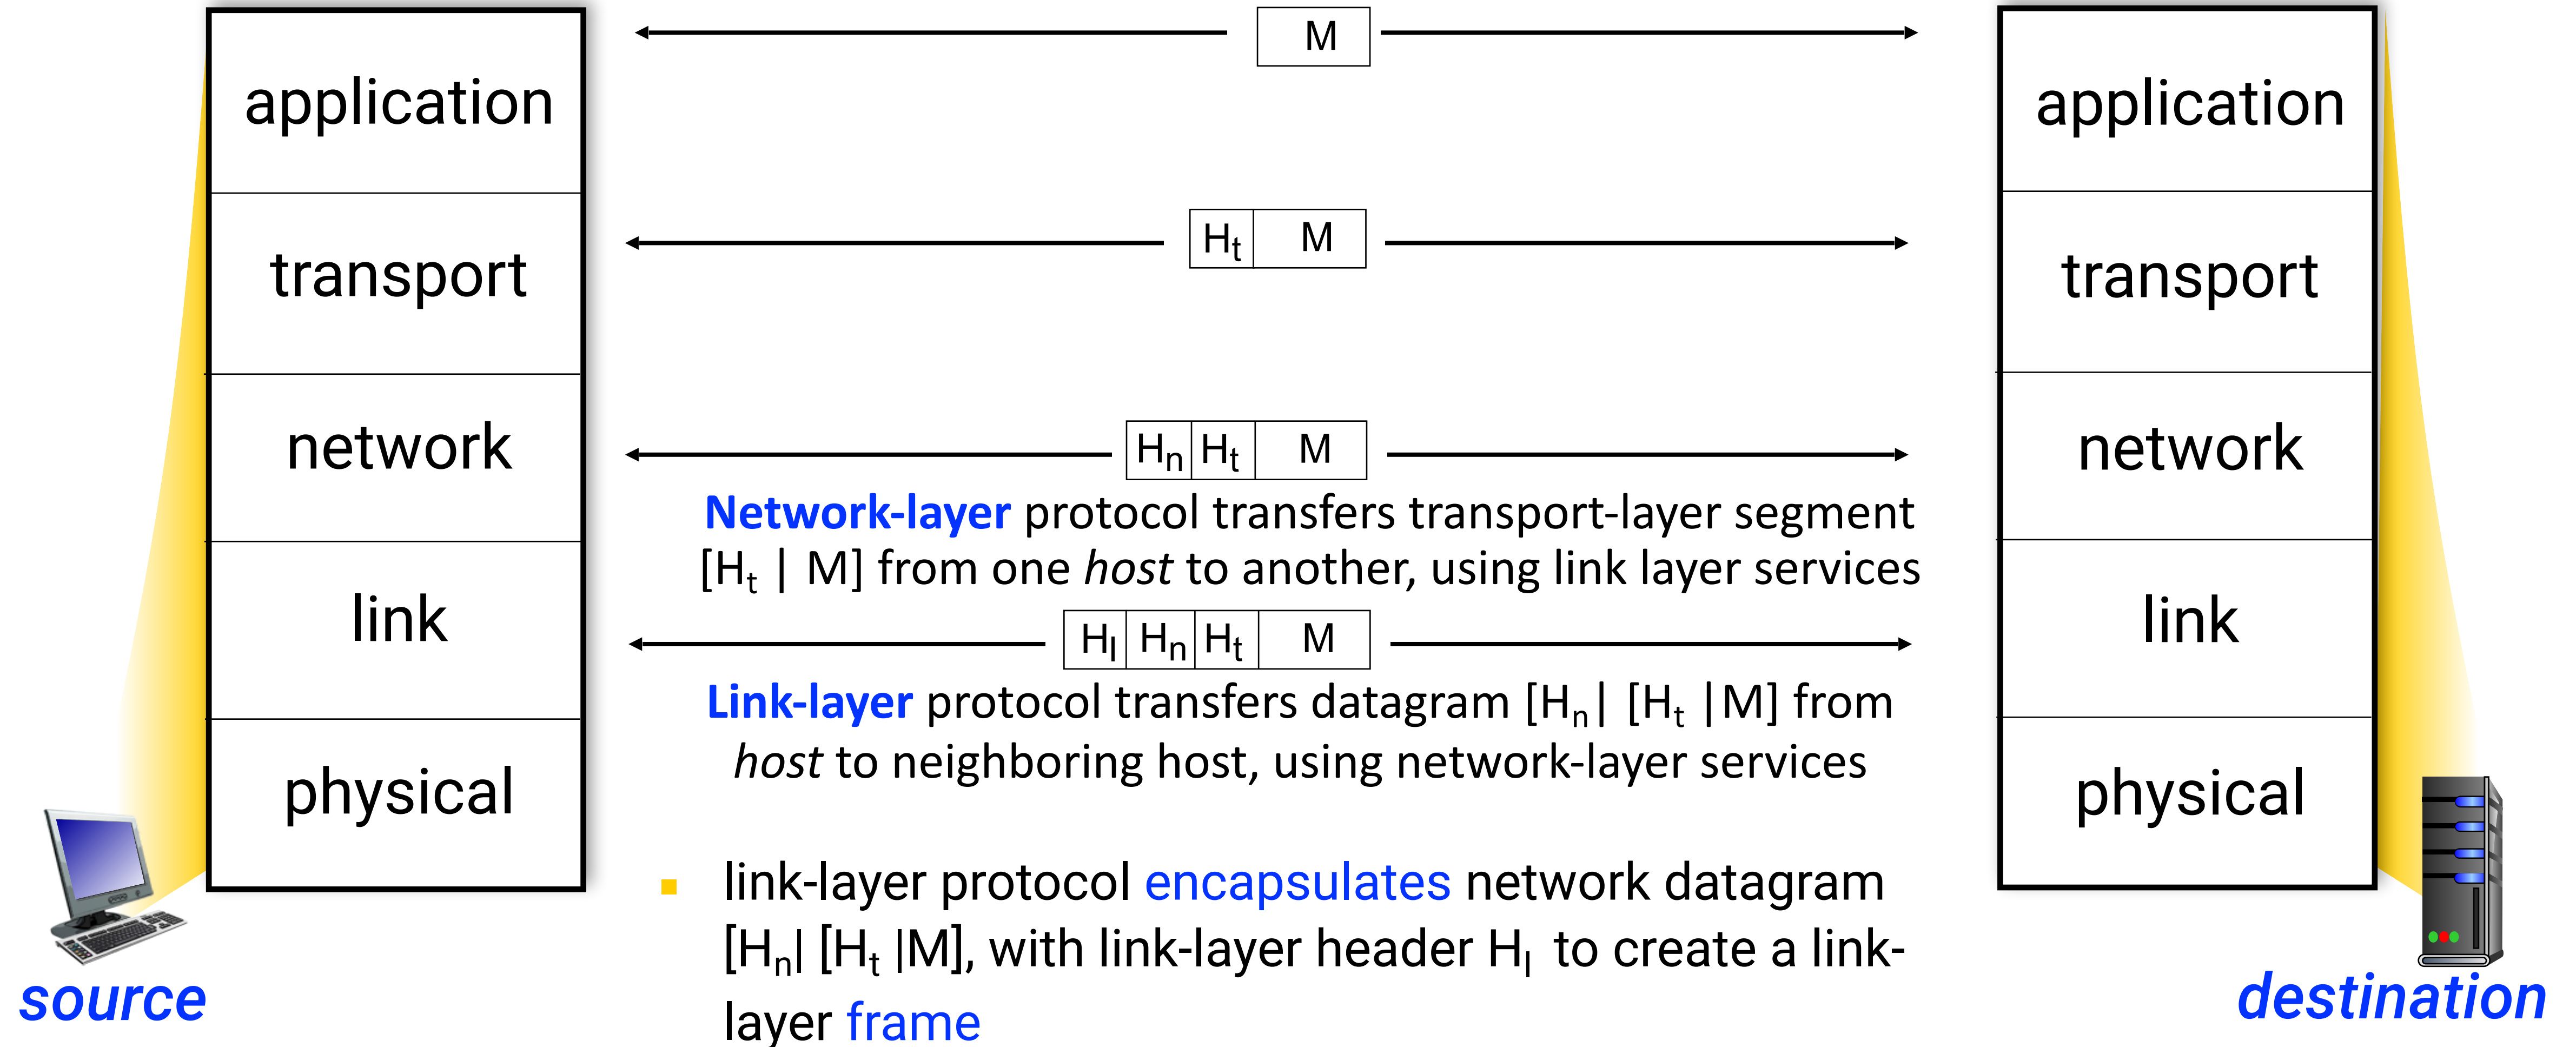 M
application
application
Ht M
transport
transport
Hn Ht M
network
network
Network-layer protocol transfers transport-layer segment
[Ht | M] from one host to another, using link layer services
link
link
Hl Hn Ht M
Link-layer protocol transfers datagram [Hn| [Ht |M] from
host to neighboring host, using network-layer services
physical
physical
link-layer protocol encapsulates network datagram
[Hn| [Ht |M], with link-layer header Hl to create a link-
layer frame
source
destination